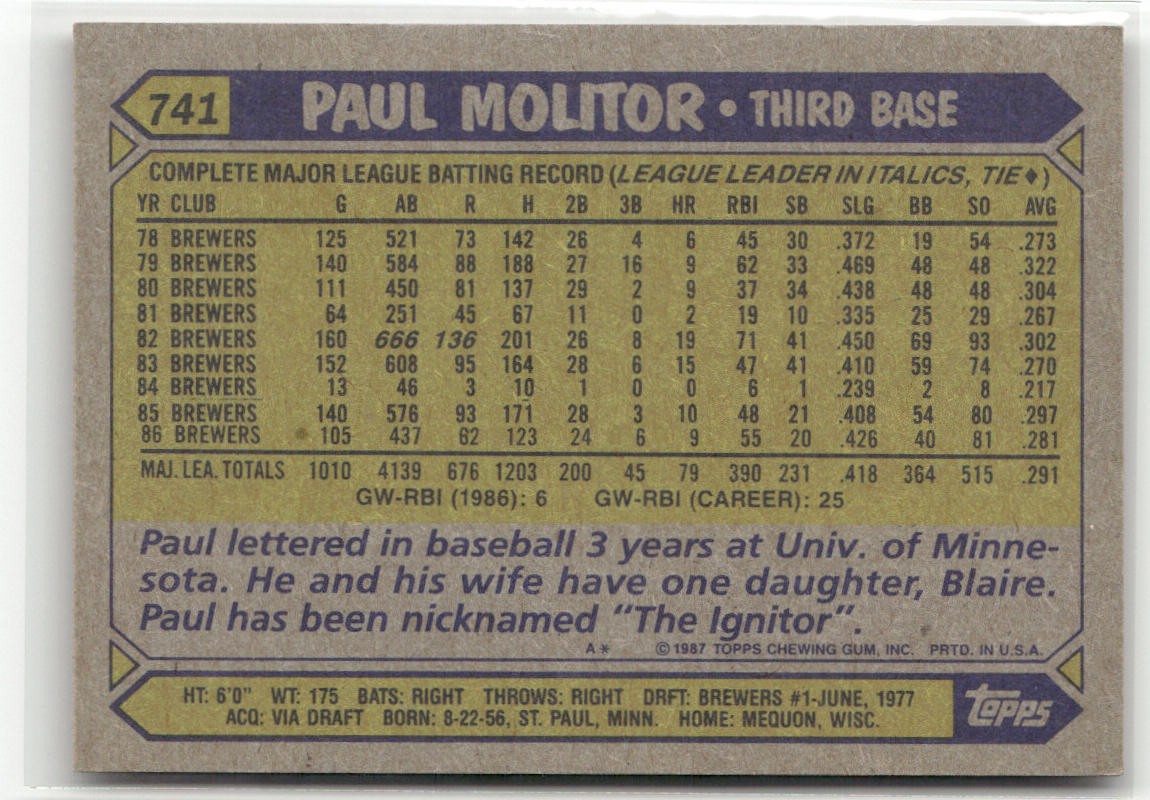 741 PAUL MOLITOR • THIRD BASE
COMPLETE MAJOR LEAGUE BATTING RECORD (LEAGUE LEADER IN ITALICS, TIE ♦)
YR CLUB G AB R H 2B 3B HR RBI SB SLG BB SO AVG
78 BREWERS 125 521 73 142 26 4 6 45 30 .372 19 54 .273
79 BREWERS 140 584 88 188 27 16 9 62 33 .469 48 48 .322
80 BREWERS 111 450 81 137 29 2 9 37 34 .438 48 48 .304
81 BREWERS 64 251 45 67 11 0 2 19 10 .335 25 29 .267
82 BREWERS 160 666 136 201 26 8 19 71 41 .450 69 93 .302
83 BREWERS 152 608 95 164 28 6 15 47 41 .410 59 74 .270
84 BREWERS 13 46 3 10 1 0 0 6 1 .239 2 8 .217
85 BREWERS 140 576 93 171 28 3 10 48 21 .408 54 80 .297
86 BREWERS 105 437 62 123 24 6 9 55 20 .426 40 81 .281
MAJ. LEA. TOTALS 1010 4139 676 1203 200 45 79 390 231 .418 364 515 .291
GW-RBI (1986): 6 GW-RBI (CAREER): 25
Paul lettered in baseball 3 years at Univ. of Minne-
sota. He and his wife have one daughter, Blaire.
Paul has been nicknamed "The Ignitor".
A* © 1987 TOPPS CHEWING GUM, INC. PRTD. IN U.S.A.
HT: 6'0" WT: 175 BATS: RIGHT THROWS: RIGHT DRFT: BREWERS #1-JUNE, 1977
ACQ: VIA DRAFT BORN: 8-22-56, ST. PAUL, MINN. HOME: MEQUON, WISC.
Topps